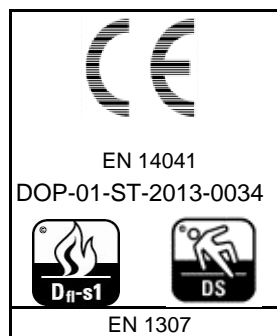 CE
EN 14041
DOP-01-ST-2013-0034
© ©
Dfl-s1 DS
EN 1307